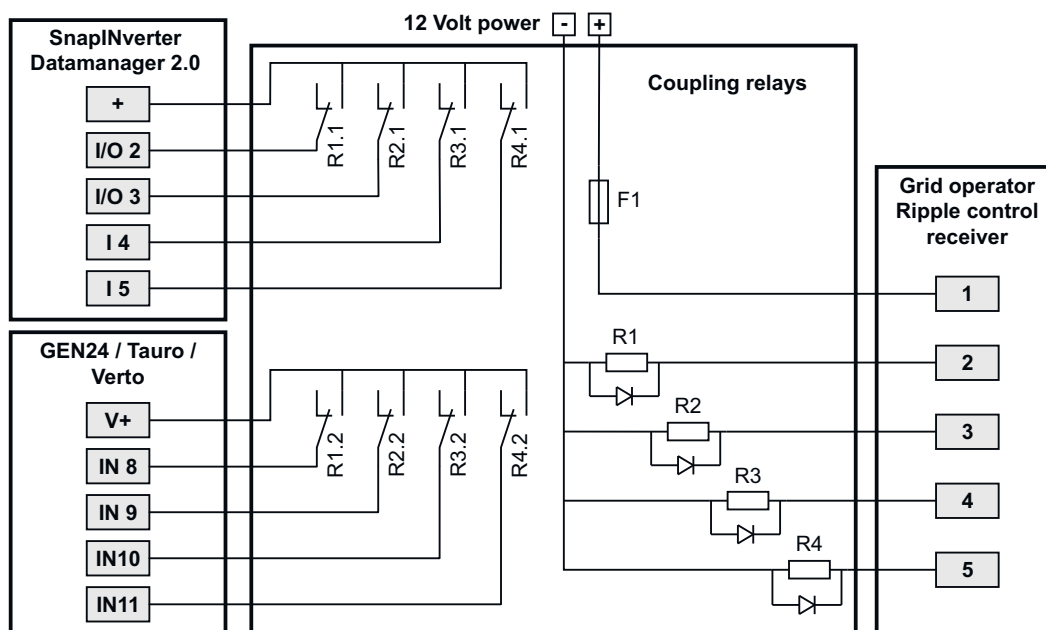 12 Volt power - +
SnapINverter
Datamanager 2.0
+
I/O 2
I/O 3
I 4
I 5
R1.1
R2.1
R3.1
R4.1
GEN24 / Tauro /
Verto
V+
IN 8
IN 9
IN10
IN11
R1.2
R2.2
R3.2
R4.2
Coupling relays
F1
R1
R2
R3
R4
Grid operator
Ripple control
receiver
1
2
3
4
5